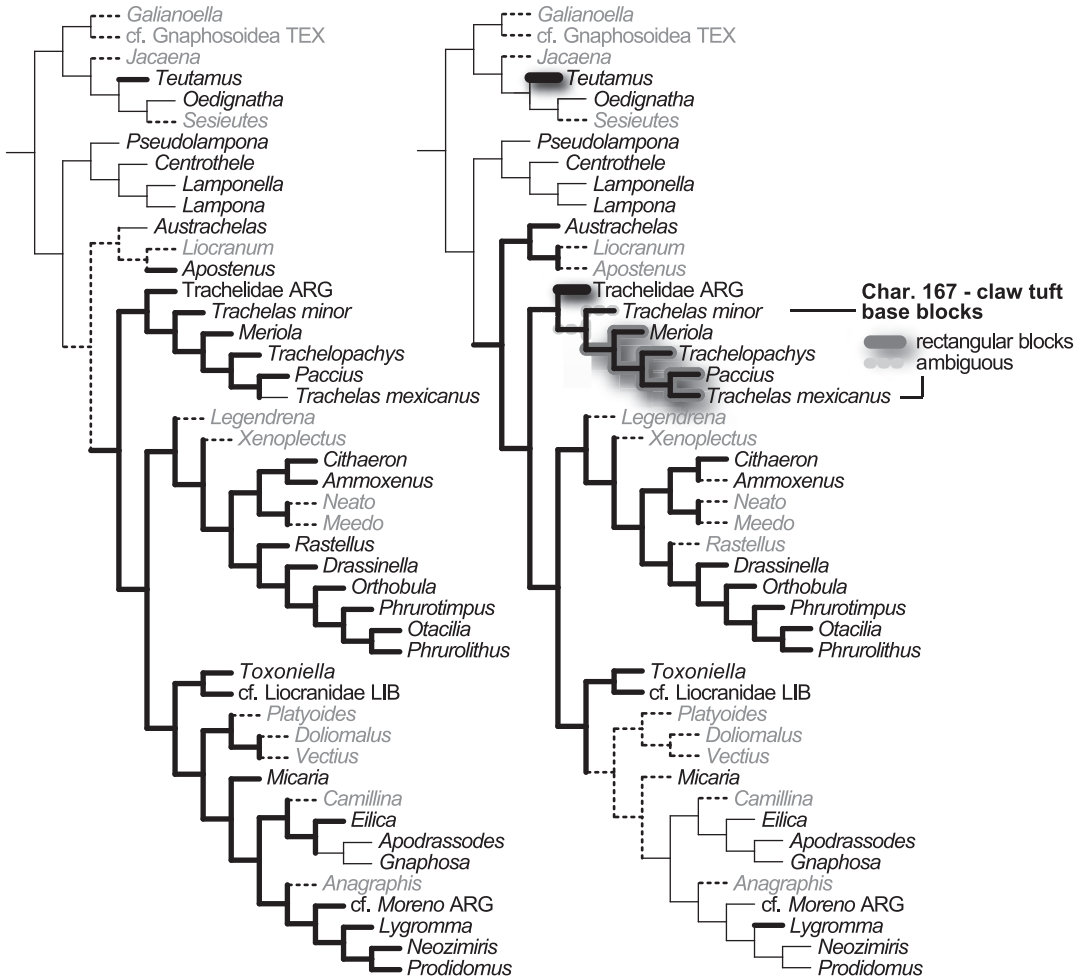 Galianoella
cf. Gnaphosoidea TEX
Jacaena
Teutamus
Oedignatha
Sesieutes
Pseudolampona
Centrothele
Lamponella
Lampona
Austrachelas
Liocranum
Apostenus
Trachelidae ARG
Trachelas minor
Meriola
Trachelopachys
Paccius
Trachelas mexicanus
Legendrena
Xenoplectus
Cithaeron
Ammoxenus
Neato
Meedo
Rastellus
Drassinella
Orthobula
Phrurotimpus
Otacilia
Phrurolithus
Toxoniella
cf. Liocranidae LIB
Platyoides
Doliomalus
Vectius
Micaria
Camillina
Eilica
Apodrassodes
Gnaphosa
Anagraphis
cf. Moreno ARG
Lygromma
Neozimiris
Prodidomus
Galianoella
cf. Gnaphosoidea TEX
Jacaena
Teutamus
Oedignatha
Sesieutes
Pseudolampona
Centrothele
Lamponella
Lampona
Austrachelas
Liocranum
Apostenus
Trachelidae ARG
Trachelas minor
Meriola
Trachelopachys
Paccius
Trachelas mexicanus
Legendrena
Xenoplectus
Cithaeron
Ammoxenus
Neato
Meedo
Rastellus
Drassinella
Orthobula
Phrurotimpus
Otacilia
Phrurolithus
Toxoniella
cf. Liocranidae LIB
Platyoides
Doliomalus
Vectius
Micaria
Camillina
Eilica
Apodrassodes
Gnaphosa
Anagraphis
cf. Moreno ARG
Lygromma
Neozimiris
Prodidomus
Char. 167 - claw tuft
base blocks
rectangular blocks
ambiguous